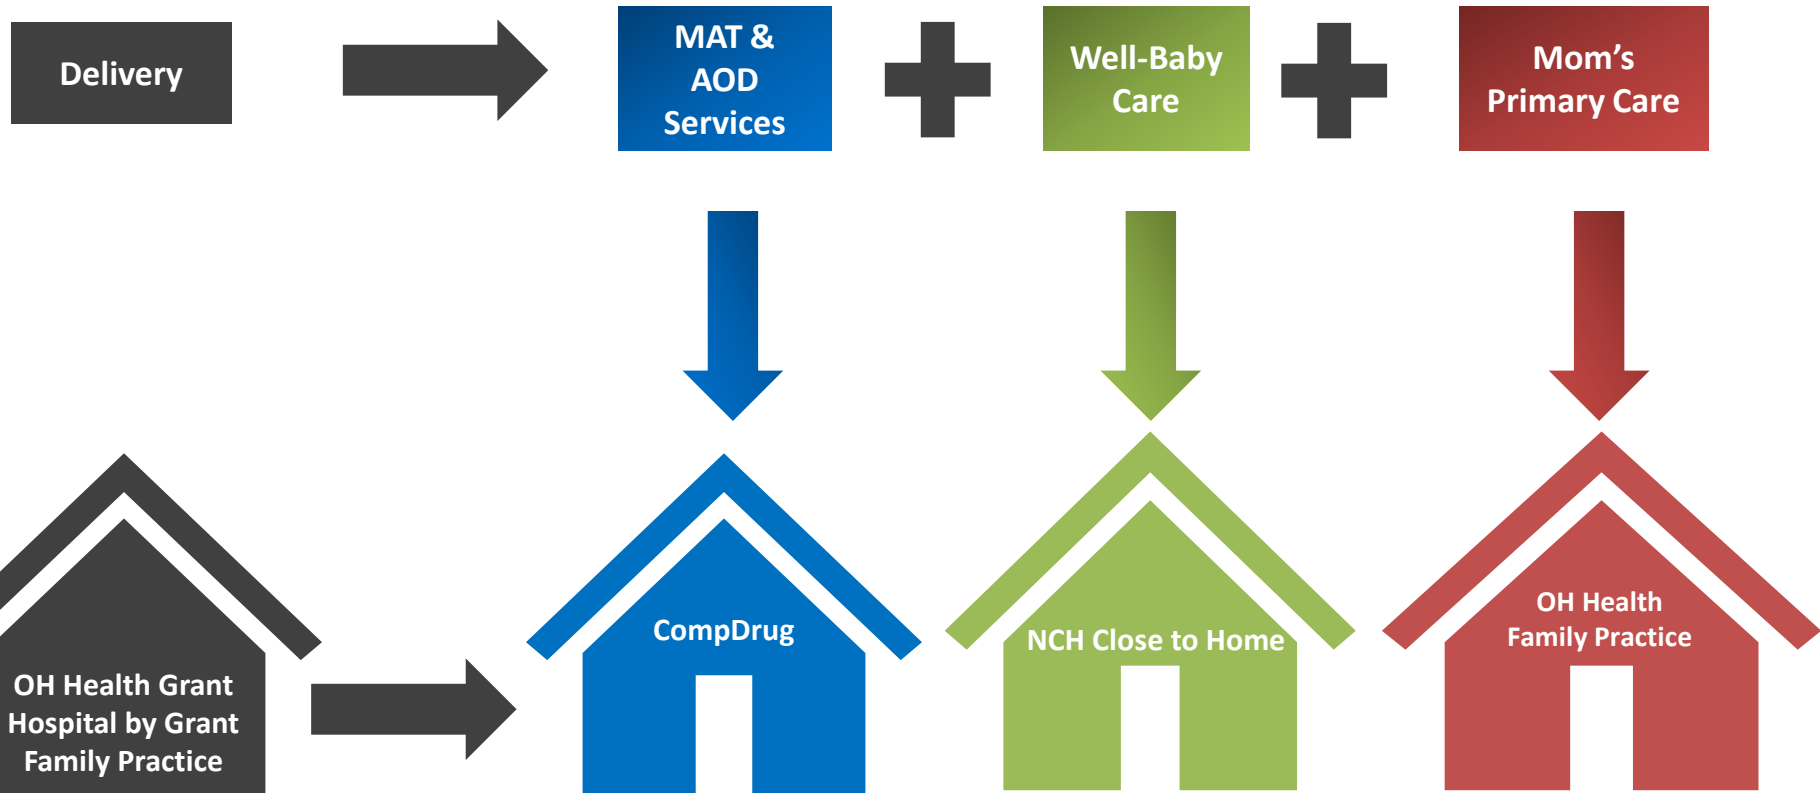 Delivery
MAT &
AOD
Services
Well-Baby
Care
Mom’s
Primary Care
OH Health Grant
Hospital by Grant
Family Practice
CompDrug
NCH Close to Home
OH Health
Family Practice